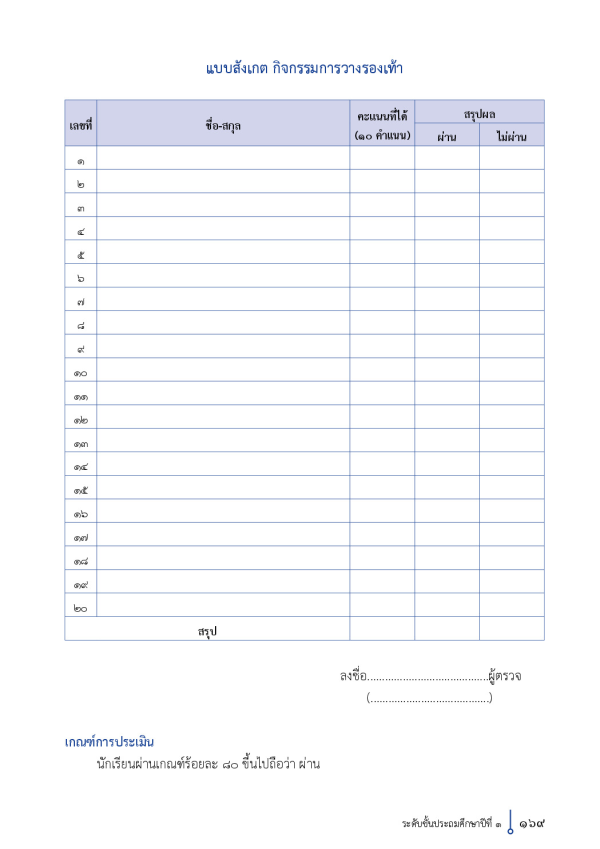 แบบสังเกต กิจกรรมการวางรองเท้า
เลขที่ ชื่อ-สกุล คะแนนที่ได้ (๑๐ คำแนน) สรุปผล
ผ่าน ไม่ผ่าน
๑
๒
๓
๔
๕
๖
๗
๘
๙
๑๐
๑๑
๑๒
๑๓
๑๔
๑๕
๑๖
๑๗
๑๘
๑๙
๒๐
สรุป
ลงชื่อ.........................................ผู้ตรวจ
(........................................)
เกณฑ์การประเมิน
นักเรียนผ่านเกณฑ์ร้อยละ ๘๐ ขึ้นไปถือว่า ผ่าน
ระดับชั้นประถมศึกษาปีที่ ๑ ๑๖๙